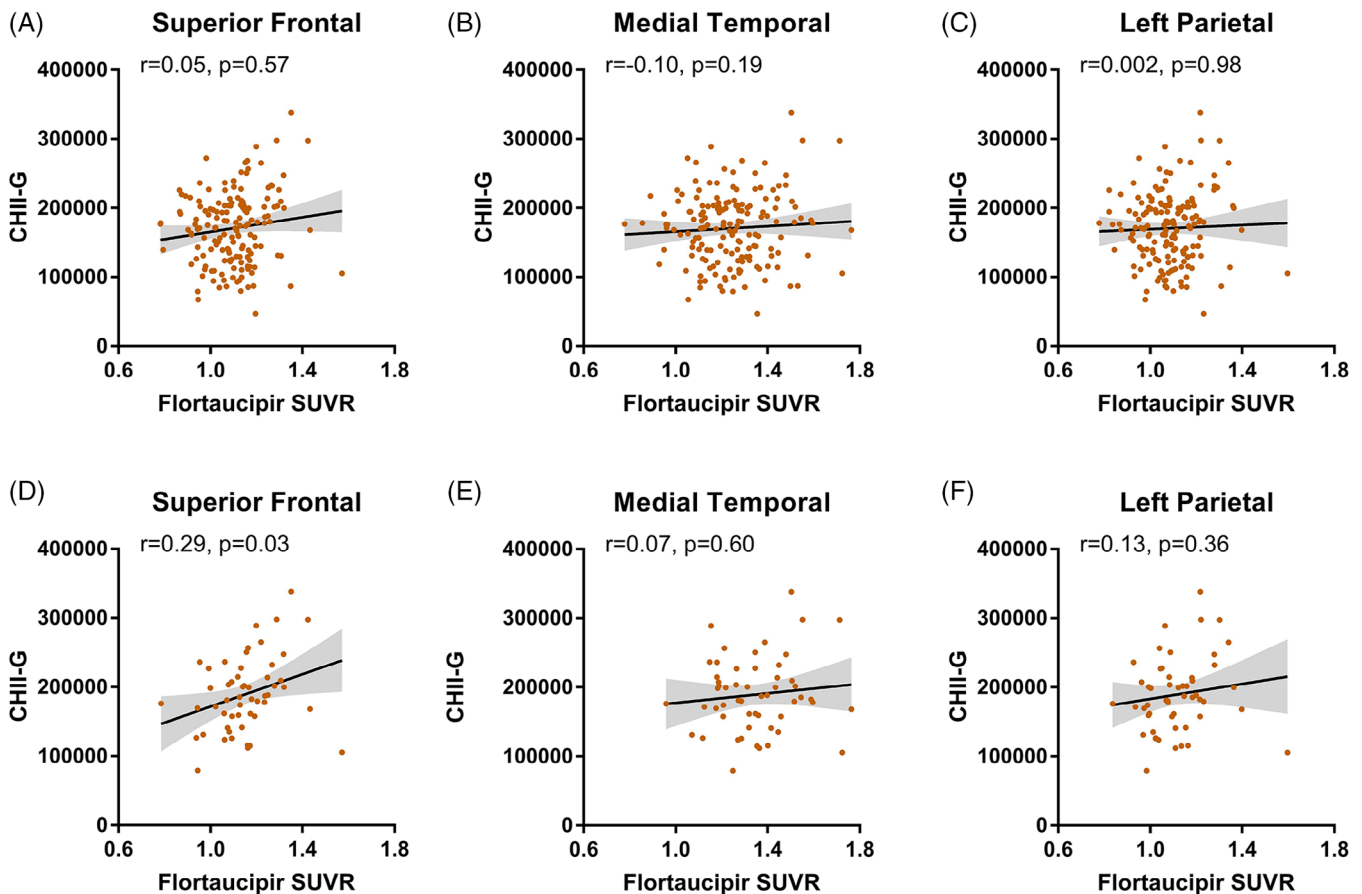 (A) Superior Frontal
r=0.05, p=0.57
400000
300000
200000
100000
0
CHII-G
0.6 1.0 1.4 1.8
Flortaucipir SUVR
(B) Medial Temporal
r=-0.10, p=0.19
400000
300000
200000
100000
0
CHII-G
0.6 1.0 1.4 1.8
Flortaucipir SUVR
(C) Left Parietal
r=0.002, p=0.98
400000
300000
200000
100000
0
CHII-G
0.6 1.0 1.4 1.8
Flortaucipir SUVR
(D) Superior Frontal
r=0.29, p=0.03
400000
300000
200000
100000
0
CHII-G
0.6 1.0 1.4 1.8
Flortaucipir SUVR
(E) Medial Temporal
r=0.07, p=0.60
400000
300000
200000
100000
0
CHII-G
0.6 1.0 1.4 1.8
Flortaucipir SUVR
(F) Left Parietal
r=0.13, p=0.36
400000
300000
200000
100000
0
CHII-G
0.6 1.0 1.4 1.8
Flortaucipir SUVR